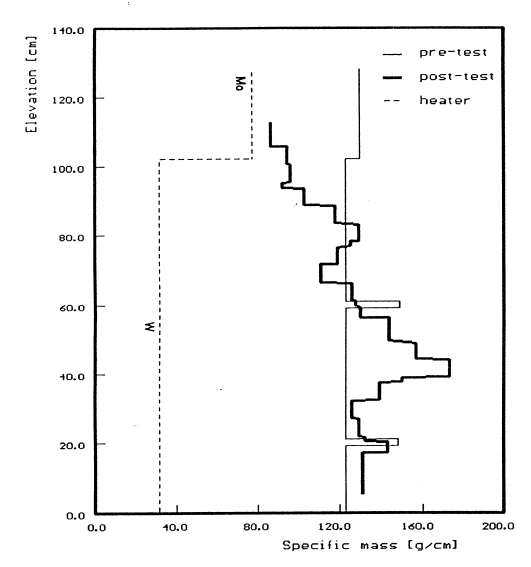 140.0
120.0
100.0
80.0
60.0
40.0
20.0
0.0
Elevation [cm]
pre-test
post-test
heater
Mo
W
0.0 40.0 80.0 120.0 160.0 200.0
Specific mass [g/cm]